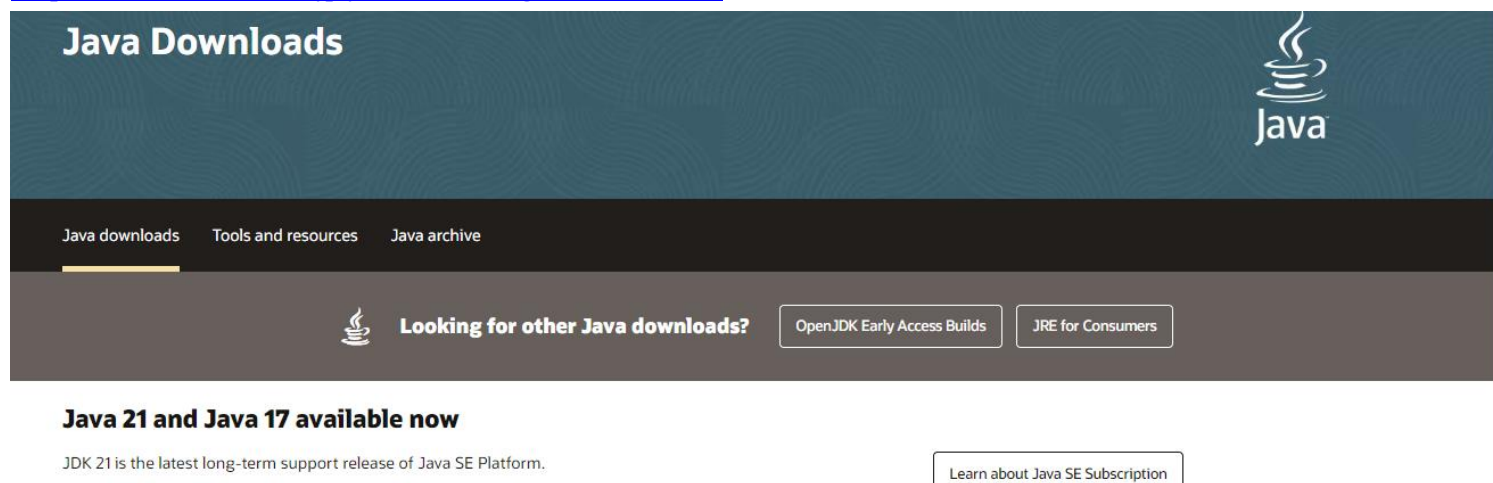 Java Downloads
Java
Java downloads Tools and resources Java archive
Looking for other Java downloads? OpenJDK Early Access Builds JRE for Consumers
Java 21 and Java 17 available now
JDK 21 is the latest long-term support release of Java SE Platform.
Learn about Java SE Subscription